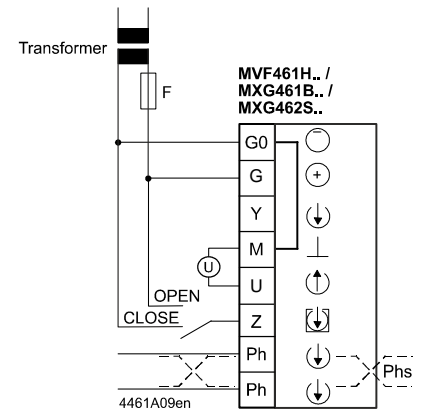 Transformer
F
MVF461H.. /
MXG461B.. /
MXG462S..
G0
G
Y
M
U
U
OPEN
CLOSE
Z
Ph
Phs
Ph
4461A09en